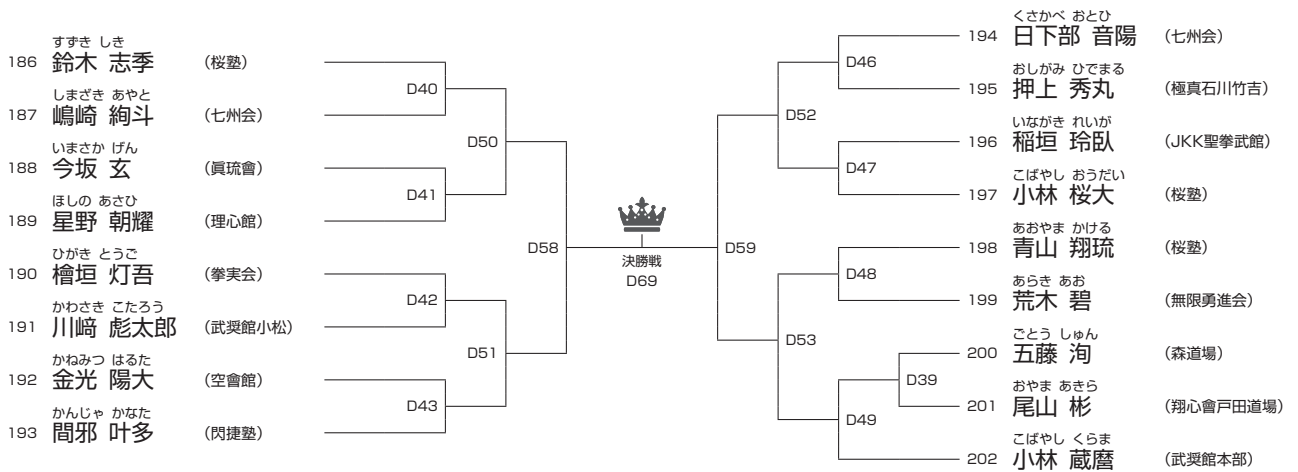 すずき しき
186 鈴木 志季 （桜塾）
しまざき あやと
187 嶋崎 絢斗 （七州会）
いまさか げん
188 今坂 玄 （眞琉會）
ほしの あさひ
189 星野 朝耀 （理心館）
ひがき とうご
190 檜垣 灯吾 （拳実会）
かわさき こたろう
191 川﨑 彪太郎 （武奨館小松）
かねみつ はるた
192 金光 陽大 （空會館）
かんじゃ かなた
193 間邪 叶多 （閃捷塾）
D40
D41
D42
D43
D50
D51
D58
決勝戦
D69
D59
D52
D53
D46
D47
D48
D49
D39
くさかべ おとひ
194 日下部 音陽 （七州会）
おしがみ ひでまる
195 押上 秀丸 （極真石川竹吉）
いながき れいが
196 稲垣 玲臥 （JKK聖拳武館）
こばやし おうだい
197 小林 桜大 （桜塾）
あおやま かける
198 青山 翔琉 （桜塾）
あらき あお
199 荒木 碧 （無限勇進会）
ごとう しゅん
200 五藤 洵 （森道場）
おやま あきら
201 尾山 彬 （翔心會戸田道場）
こばやし くらま
202 小林 蔵麿 （武奨館本部）